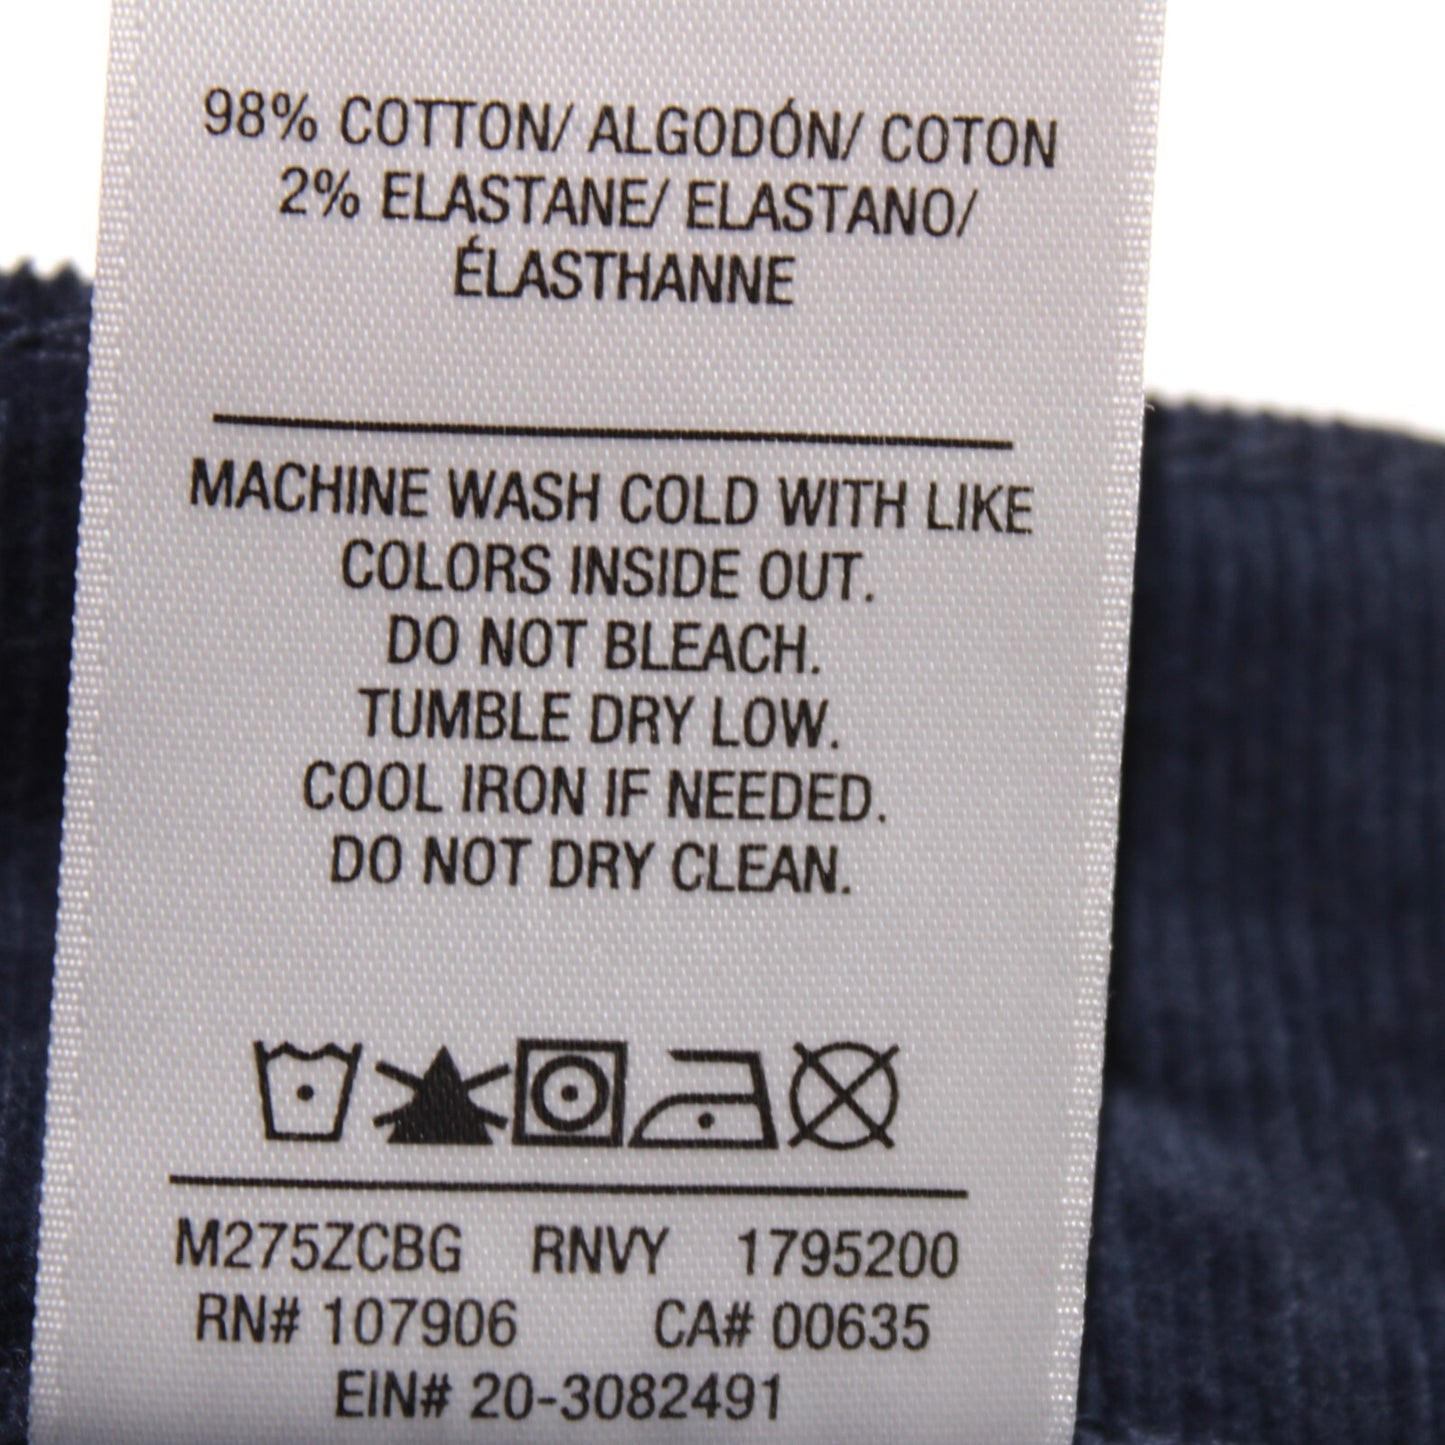 98% COTTON/ ALGODÓN/ COTON
2% ELASTANE/ ELASTANO/
ÉLASTHANNE
MACHINE WASH COLD WITH LIKE
COLORS INSIDE OUT.
DO NOT BLEACH.
TUMBLE DRY LOW.
COOL IRON IF NEEDED.
DO NOT DRY CLEAN.
M275ZCBG RNVY 1795200
RN# 107906 CA# 00635
EIN# 20-3082491